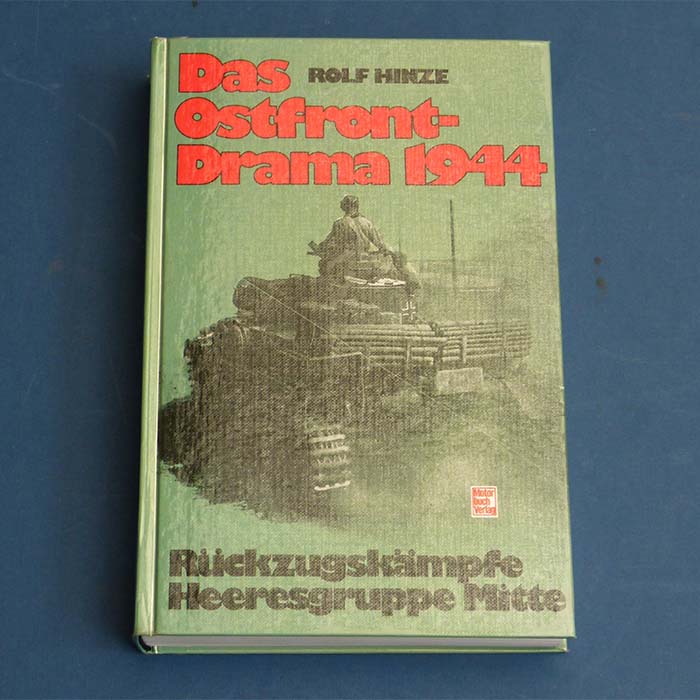 Das
ROLF HINZE
Ostfront-
Drama 1944
Motor
buch
Verlag
Rückzugskämpfe
Heeresgruppe Mitte